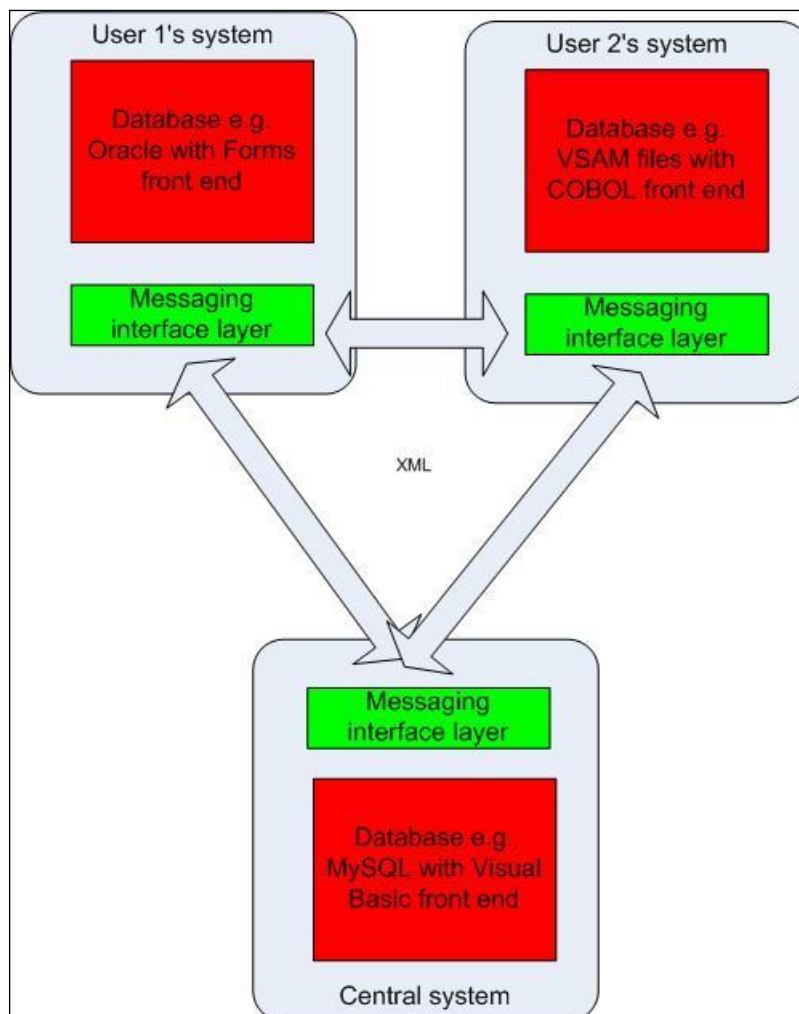 User 1's system
Database e.g.
Oracle with Forms
front end
Messaging
interface layer
User 2's system
Database e.g.
VSAM files with
COBOL front end
Messaging
interface layer
XML
Messaging
interface layer
Database e.g.
MySQL with Visual
Basic front end
Central system